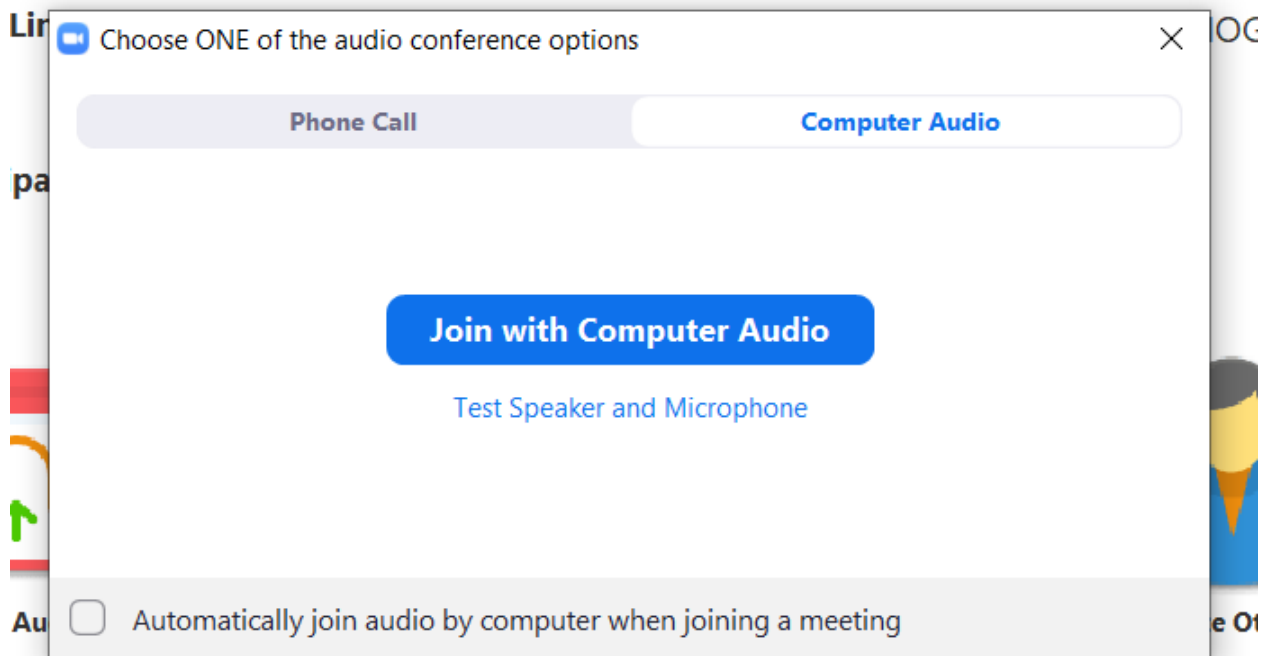 Choose ONE of the audio conference options
Phone Call
Computer Audio
Join with Computer Audio
Test Speaker and Microphone
Automatically join audio by computer when joining a meeting